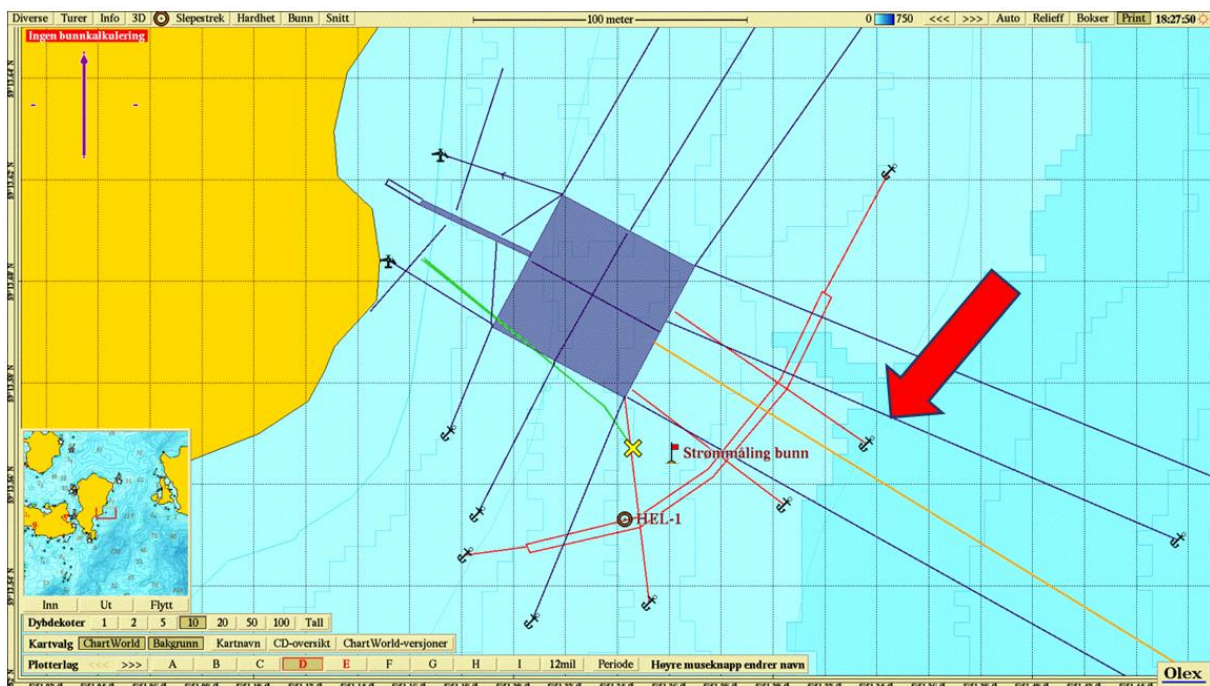 Diverse Turer Info 3D Slepestrek Hardhet Bunn Snitt 100 meter 0 750 <<< >>> Auto Relieff Bokser Print 18:27:50
Ingen bunnkalkulering
Strømmåling bunn
HEL-1
Inn Ut Flytt
Dybdekoter 1 2 5 10 20 50 100 Tall
Kartvalg ChartWorld Bakgrunn Kartnavn CD-oversikt ChartWorld-versjoner
Plotterlag <<< >>> A B C D E F G H I 12mil Periode Høyre museknapp endrer navn
Olex